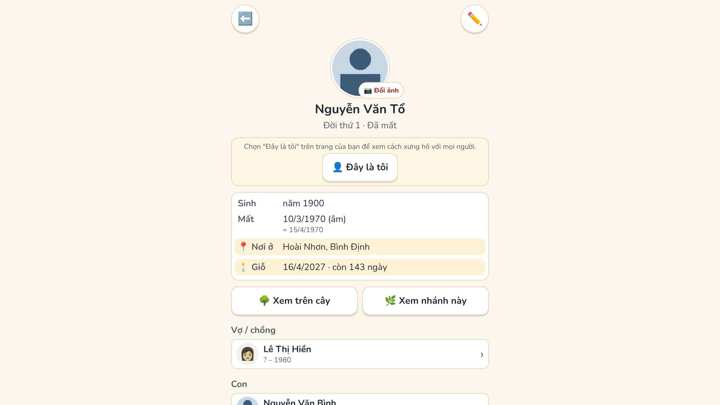 Đổi ảnh
Nguyễn Văn Tổ
Đời thứ 1 · Đã mất
Chọn "Đây là tôi" trên trang của bạn để xem cách xưng hô với mọi người.
Đây là tôi
Sinh năm 1900
Mất 10/3/1970 (âm)
≈ 15/4/1970
Nơi ở Hoài Nhơn, Bình Định
Giỗ 16/4/2027 · còn 143 ngày
Xem trên cây
Xem nhánh này
Vợ / chồng
Lê Thị Hiền
? – 1980
Con
Nguyễn Văn Bình